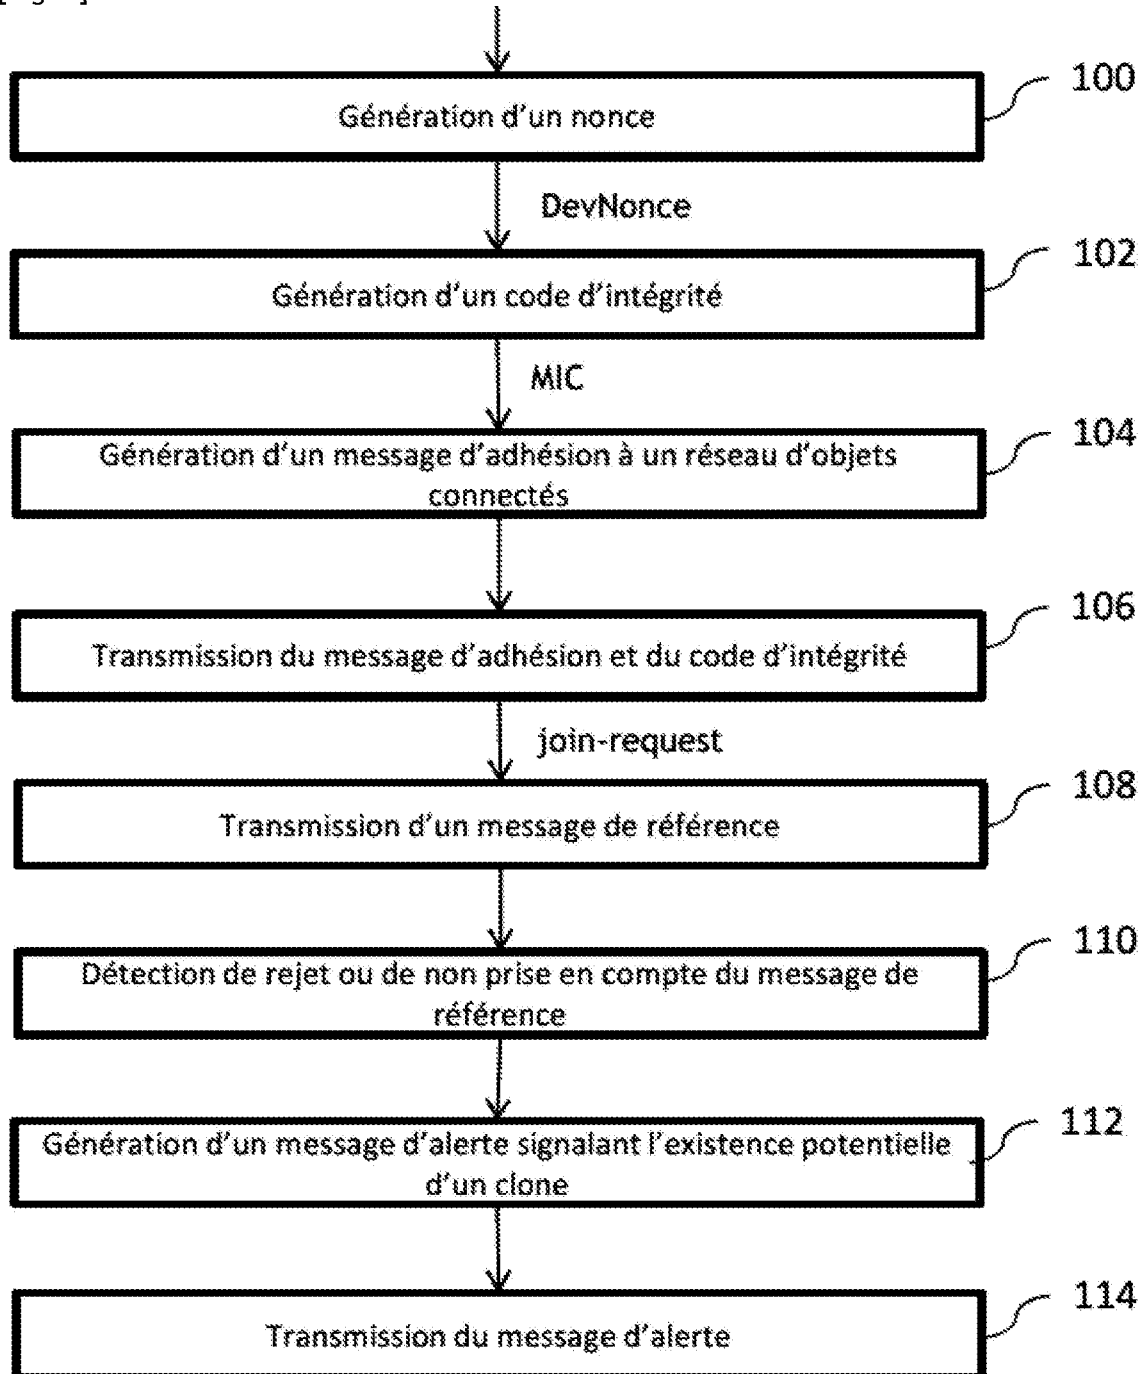 100
Génération d'un nonce
DevNonce
102
Génération d'un code d'intégrité
MIC
104
Génération d'un message d'adhésion à un réseau d'objets
connectés
106
Transmission du message d'adhésion et du code d'intégrité
join-request
108
Transmission d'un message de référence
110
Détection de rejet ou de non prise en compte du message de
référence
112
Génération d'un message d'alerte signalant l'existence potentielle
d'un clone
114
Transmission du message d'alerte